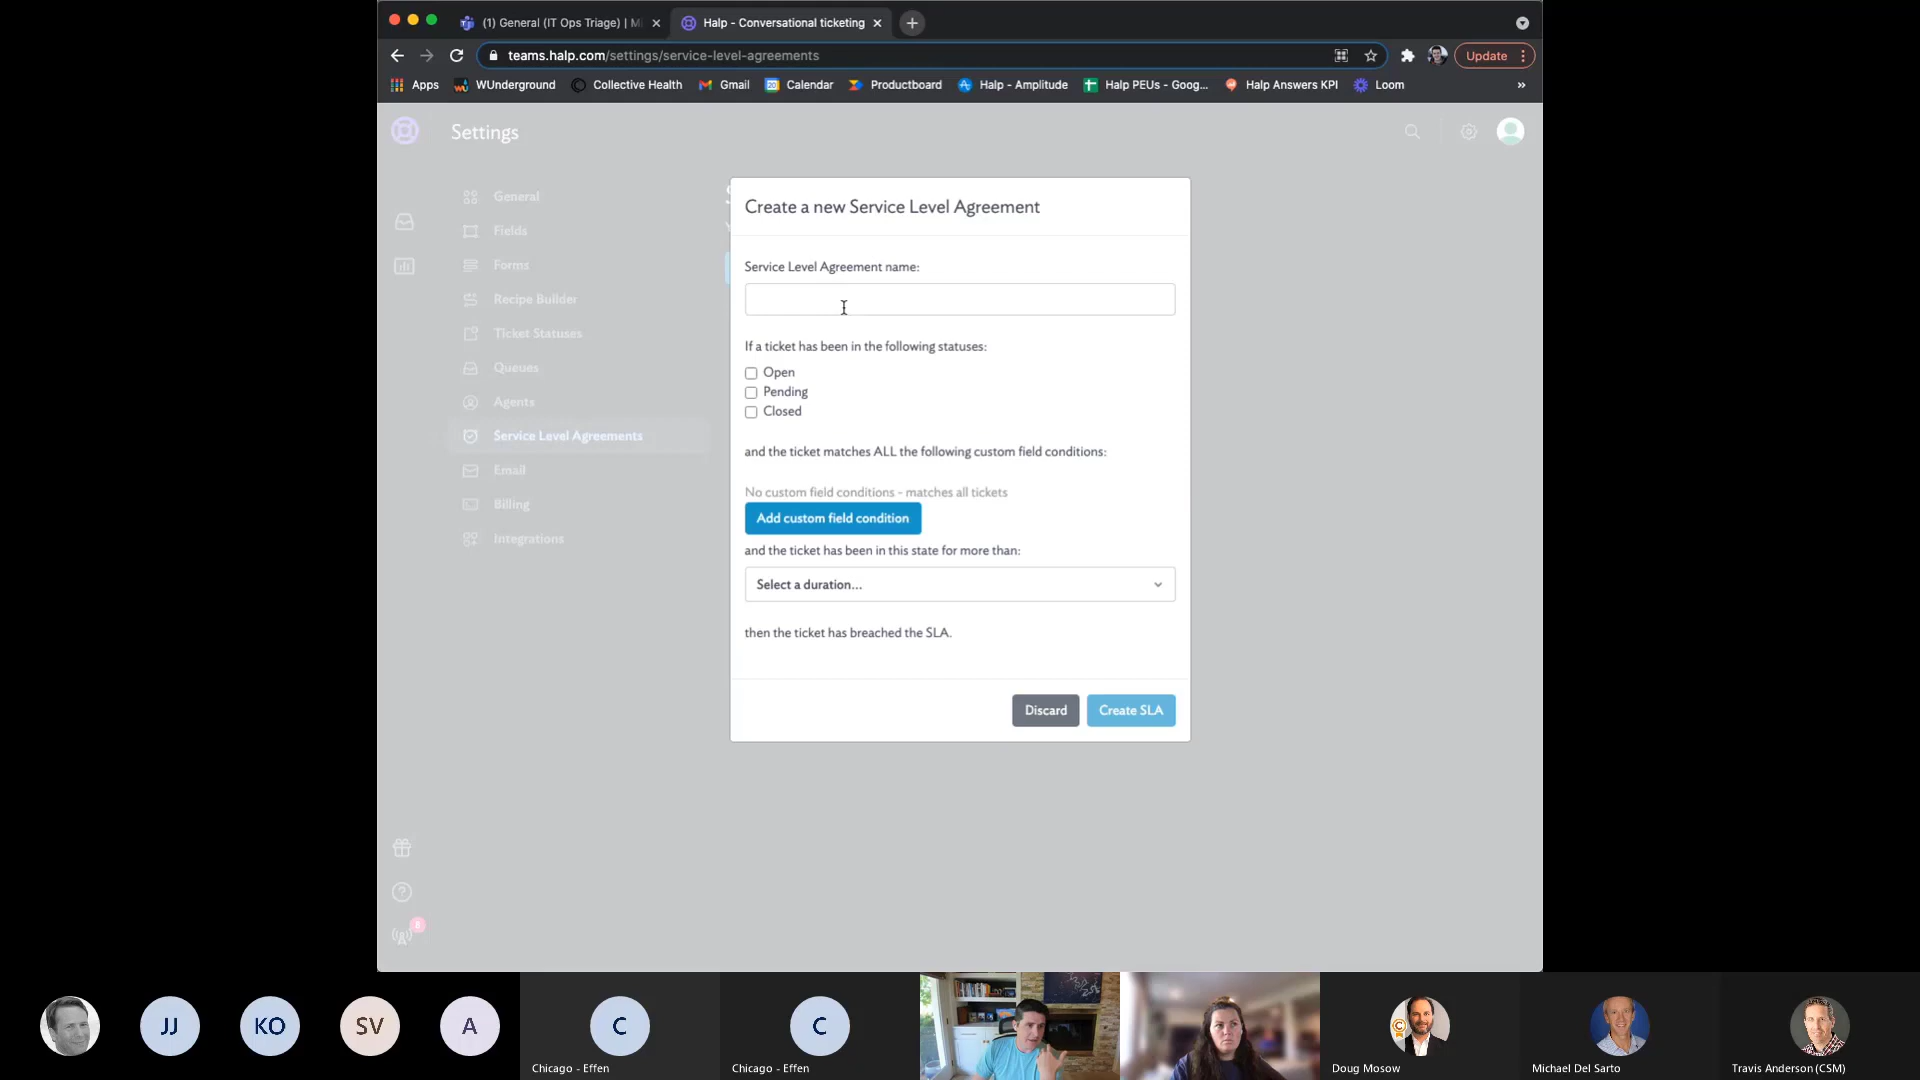 (1) General (IT Ops Triage) | Mi
Halp - Conversational ticketing
teams.halp.com/settings/service-level-agreements
Update
Apps
WUnderground
Collective Health
Gmail
Calendar
Productboard
Halp - Amplitude
Halp PEUs - Goog...
Halp Answers KPI
Loom
»
Settings
General
Fields
Forms
Recipe Builder
Ticket Statuses
Queues
Agents
Service Level Agreements
Email
Billing
Integrations
8
Create a new Service Level Agreement
Service Level Agreement name:
If a ticket has been in the following statuses:
Open
Pending
Closed
and the ticket matches ALL the following custom field conditions:
No custom field conditions - matches all tickets
Add custom field condition
and the ticket has been in this state for more than:
Select a duration...
then the ticket has breached the SLA.
Discard
Create SLA
JJ
KO
SV
A
C
Chicago - Effen
C
Chicago - Effen
Doug Mosow
Michael Del Sarto
Travis Anderson (CSM)